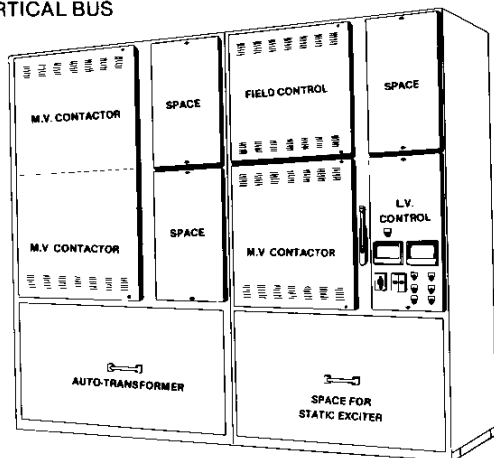 RTICAL BUS
M.V. CONTACTOR
SPACE
FIELD CONTROL
SPACE
M.V CONTACTOR
SPACE
M.V CONTACTOR
L.V.
CONTROL
AUTO-TRANSFORMER
SPACE FOR
STATIC EXCITER